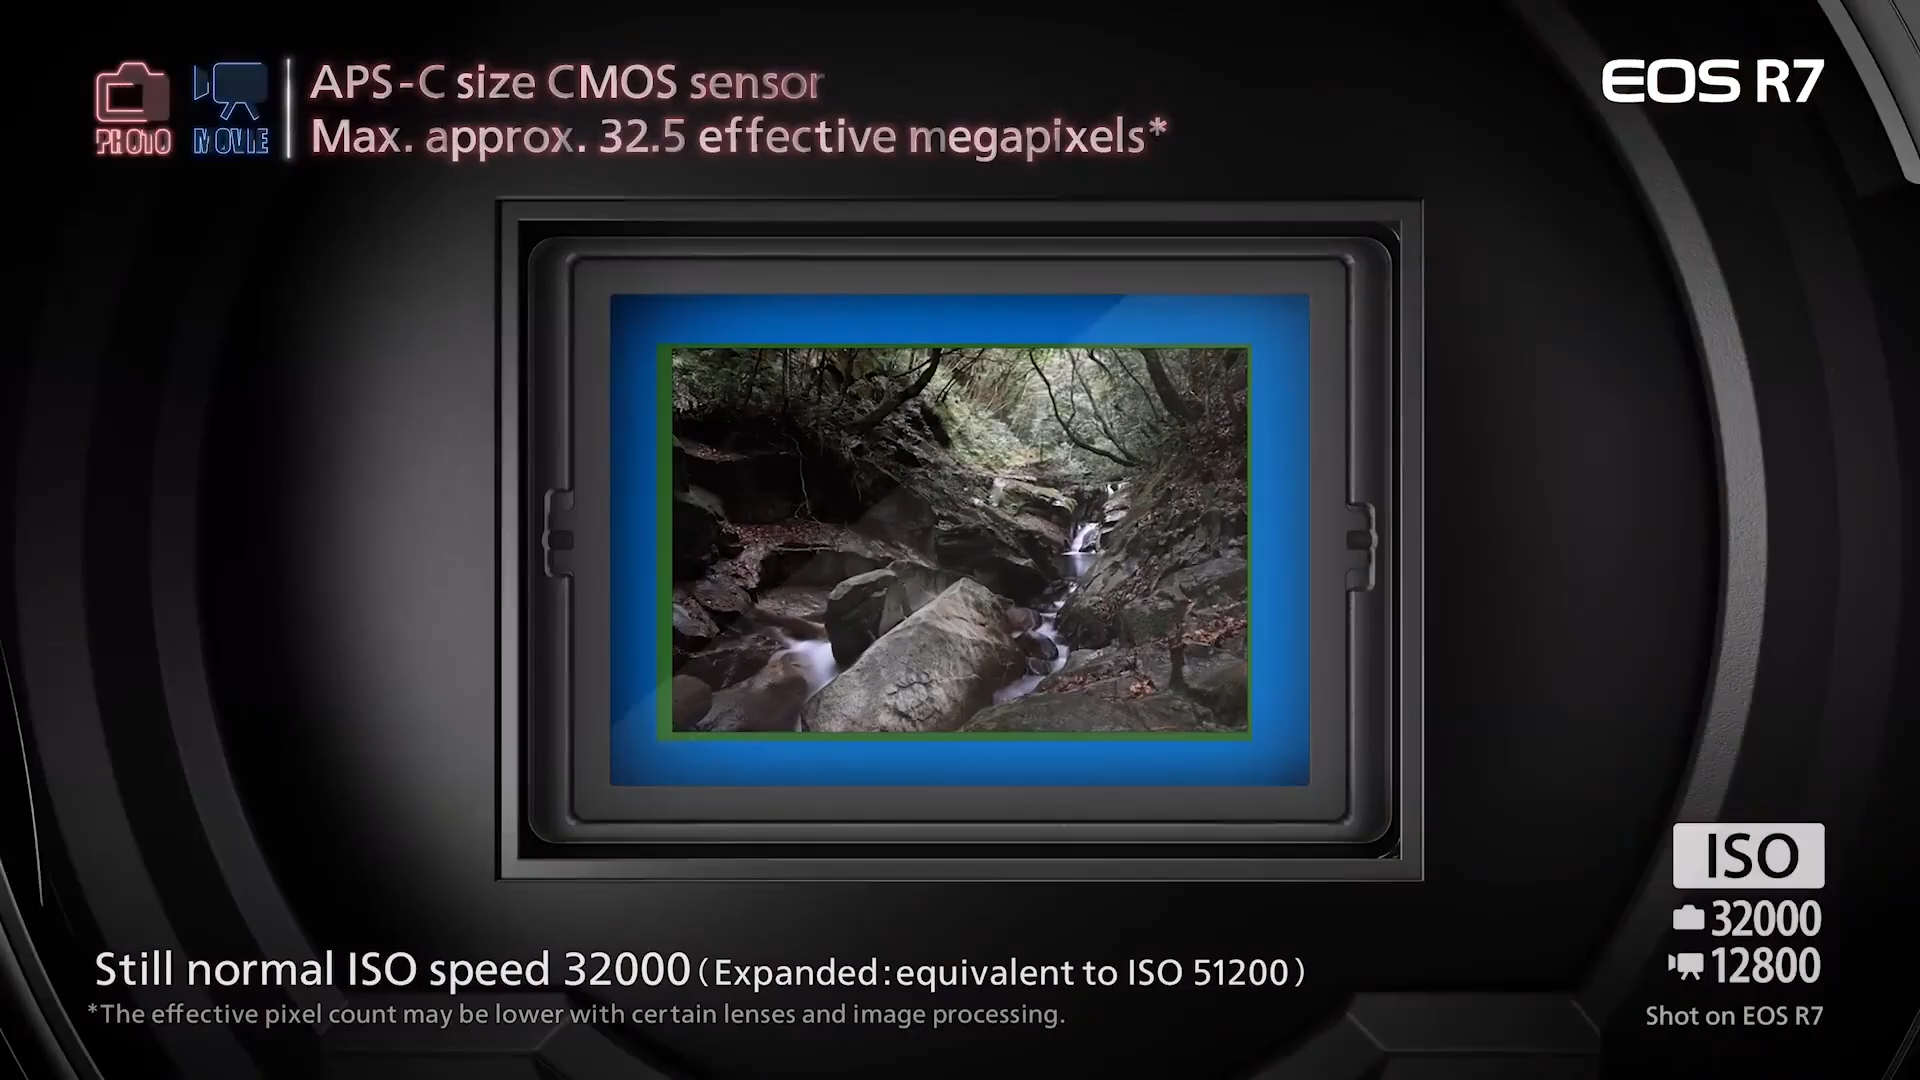 APS-C size CMOS sensor
Max. approx. 32.5 effective megapixels*
PHOTO
MOVIE
EOS R7
ISO
32000
12800
Still normal ISO speed 32000 (Expanded:equivalent to ISO 51200)
*The effective pixel count may be lower with certain lenses and image processing.
Shot on EOS R7